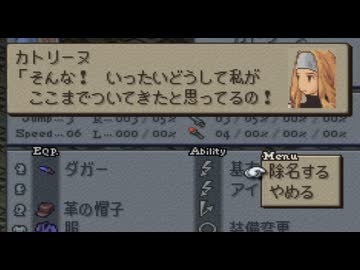 カトリーヌ
「そんな！　いったいどうして私が
ここまでついてきたと思ってるの！
Speed… 06
Eqp.
Ability
Menu
ダガー
除名する
やめる
革の帽子
服
装備変更